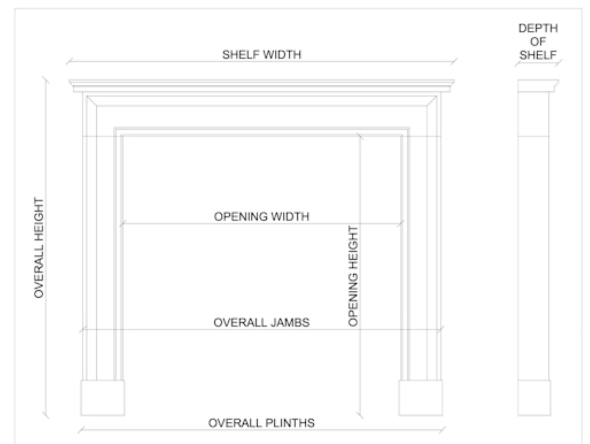 DEPTH
OF
SHELF
SHELF WIDTH
OVERALL HEIGHT
OPENING WIDTH
OPENING HEIGHT
OVERALL JAMBS
OVERALL PLINTHS